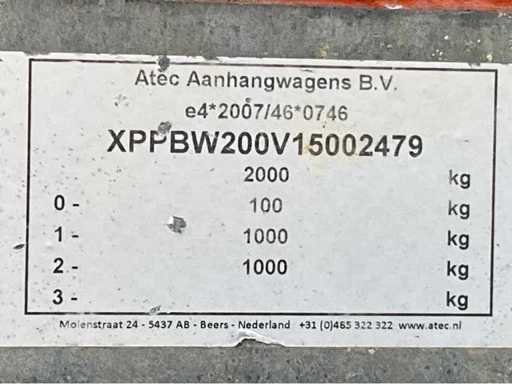 Atec Aanhangwagens B.V.
e4*2007/46*0746
XPPBW200V15002479
2000 kg
0 - 100 kg
1 - 1000 kg
2 - 1000 kg
3 - kg
Molenstraat 24 - 5437 AB - Beers - Nederland +31 (0)485 322 322 www.atec.nl